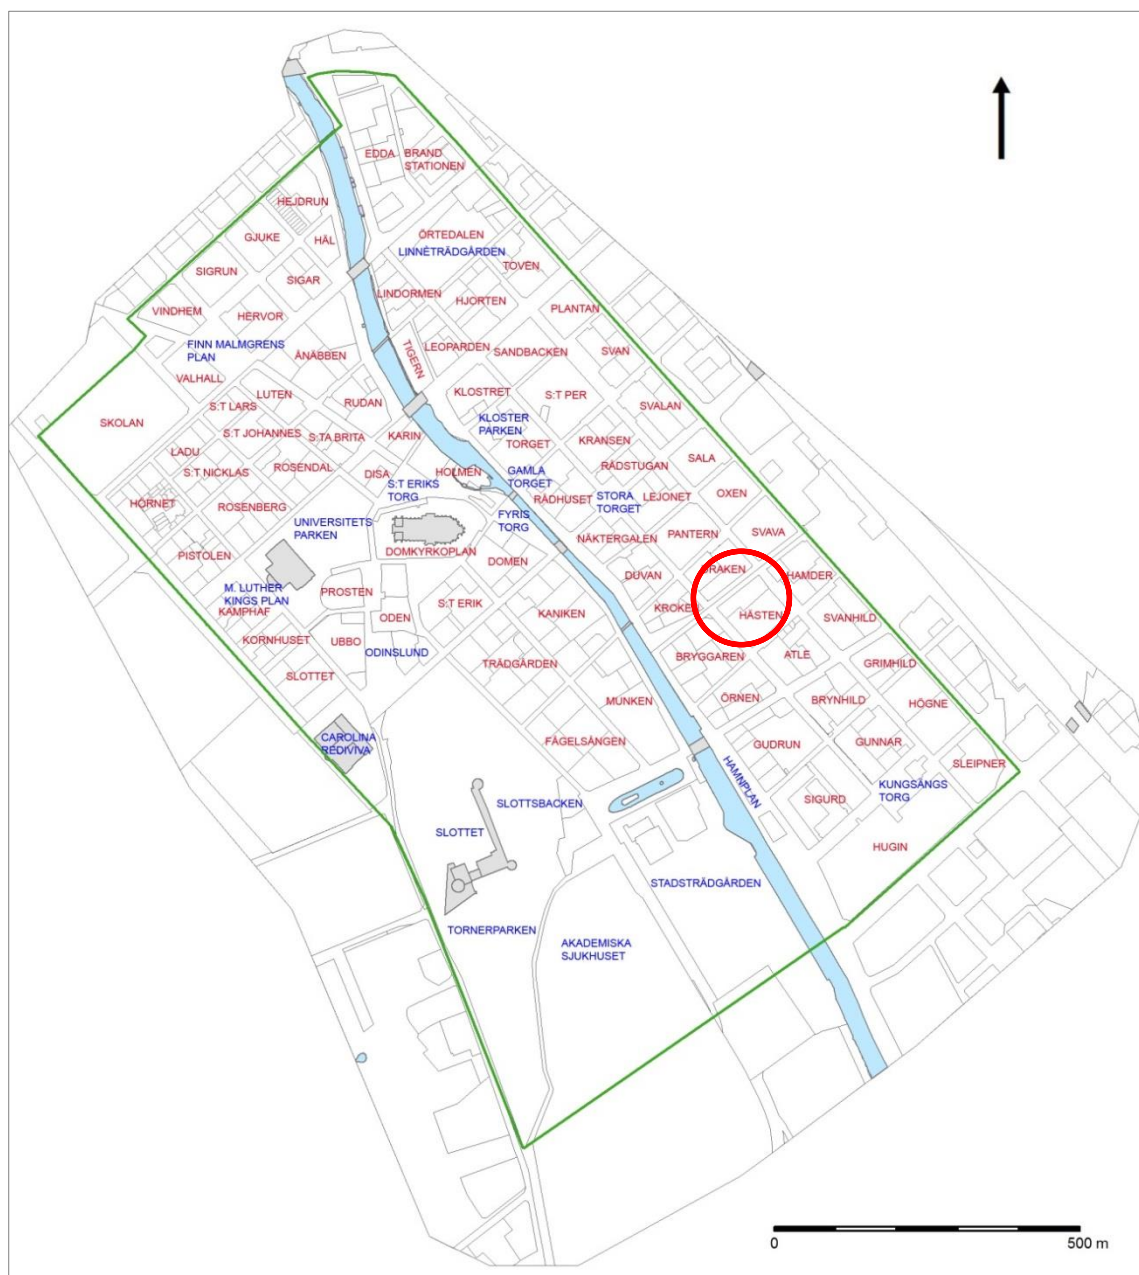 EDDA
BRAND
STATIONEN
HEJDRUN
GJUKE
HÄL
ÖRTEDALEN
LINNÉTRÄDGÅRDEN
TOVEN
SIGRUN
SIGAR
LINDORMEN
HJORTEN
VINDHEM
HERVOR
PLANTAN
FINN MALMGRENS
PLAN
ÅNÄBBEN
TIGERN
LEOPARDEN
SANDBACKEN
SVAN
VALHALL
LUTEN
RUDAN
KLOSTRET
S:T PER
SVALAN
S:T LARS
SKOLAN
S:T JOHANNES
S:TA BRITA
KARIN
KLOSTER
PARKEN
TORGET
KRANSEN
LADU
S:T NICKLAS
ROSENDAL
DISA
HOLMEN
GAMLA
TORGET
RÅDSTUGAN
SALA
S:T ERIKS
TORG
HÖRNET
ROSENBERG
RÅDHUSET
STORA
TORGET
LEJONET
OXEN
UNIVERSITETS
PARKEN
FYRIS
TORG
NÄKTERGALEN
PANTERN
SVAVA
PISTOLEN
DOMKYRKOPLAN
DOMEN
DUVAN
DRAKEN
HAMDER
M. LUTHER
KINGS PLAN
PROSTEN
KAMPHAF
ODEN
S:T ERIK
KANIKEN
KROKEN
HÄSTEN
SVANHILD
KORNHUSET
UBBO
ODINSLUND
TRÄDGÅRDEN
BRYGGAREN
ATLE
GRIMHILD
SLOTTET
MUNKEN
ÖRNEN
BRYNHILD
HÖGNE
CAROLINA
REDIVIVA
FÅGELSÅNGEN
GUDRUN
GUNNAR
SLEIPNER
HAMNPLAN
KUNGSÄNGS
TORG
SLOTTSBACKEN
SIGURD
SLOTTET
HUGIN
STADSTRÄDGÅRDEN
TORNERPARKEN
AKADEMISKA
SJUKHUSET
0
500 m